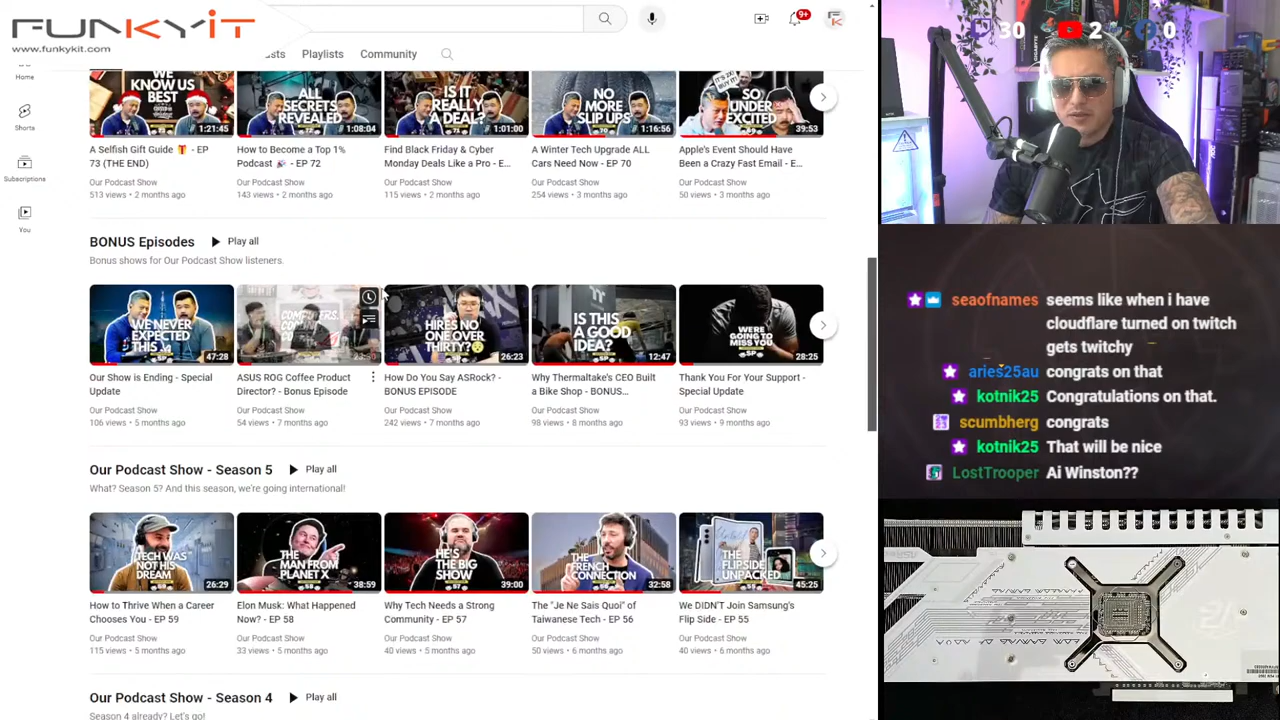 FUNKYIT
www.funkykit.com
9+
30
2
0
sts
Playlists
Community
Home
Shorts
Subscriptions
You
WE KNOW US BEST
1:21:45
ALL SECRETS REVEALED
1:08:04
IS IT REALLY A DEAL?
1:01:00
NO MORE SLIP UPS
1:16:56
SO UNDER EXCITED
39:53
A Selfish Gift Guide 🎁 - EP
73 (THE END)
Our Podcast Show
513 views • 2 months ago
How to Become a Top 1%
Podcast 🎉 - EP 72
Our Podcast Show
143 views • 2 months ago
Find Black Friday & Cyber
Monday Deals Like a Pro - E...
Our Podcast Show
115 views • 2 months ago
A Winter Tech Upgrade ALL
Cars Need Now - EP 70
Our Podcast Show
254 views • 3 months ago
Apple's Event Should Have
Been a Crazy Fast Email - E...
Our Podcast Show
50 views • 3 months ago
BONUS Episodes
Play all
Bonus shows for Our Podcast Show listeners.
WE NEVER
EXPECTED
THIS
47:28
23:50
HIRES NO
ONE OVER
THIRTY?
26:23
IS THIS
A GOOD
IDEA?
12:47
WE'RE
GOING TO
MISS YOU
28:25
Our Show is Ending - Special
Update
Our Podcast Show
106 views • 5 months ago
ASUS ROG Coffee Product
Director? - Bonus Episode
Our Podcast Show
54 views • 7 months ago
How Do You Say ASRock? -
BONUS EPISODE
Our Podcast Show
242 views • 7 months ago
Why Thermaltake's CEO Built
a Bike Shop - BONUS...
Our Podcast Show
98 views • 8 months ago
Thank You For Your Support -
Special Update
Our Podcast Show
93 views • 9 months ago
Our Podcast Show - Season 5
Play all
What? Season 5? And this season, we're going international!
TECH WAS
NOT HIS
DREAM
26:29
THE
MAN FROM
PLANET X
38:59
HE'S
THE BIG
SHOW
39:00
THE
FRENCH
CONNECTION
32:58
THE
FLIPSIDE
UNPACKED
45:25
How to Thrive When a Career
Chooses You - EP 59
Our Podcast Show
115 views • 5 months ago
Elon Musk: What Happened
Now? - EP 58
Our Podcast Show
33 views • 5 months ago
Why Tech Needs a Strong
Community - EP 57
Our Podcast Show
40 views • 5 months ago
The "Je Ne Sais Quoi" of
Taiwanese Tech - EP 56
Our Podcast Show
50 views • 6 months ago
We DIDN'T Join Samsung's
Flip Side - EP 55
Our Podcast Show
40 views • 6 months ago
Our Podcast Show - Season 4
Play all
Season 4 already? Let's go!
seaofnames seems like when i have
cloudflare turned on twitch
gets twitchy
aries25au congrats on that
kotnik25 Congratulations on that.
scumbherg congrats
kotnik25 That will be nice
LostTrooper Ai Winston??